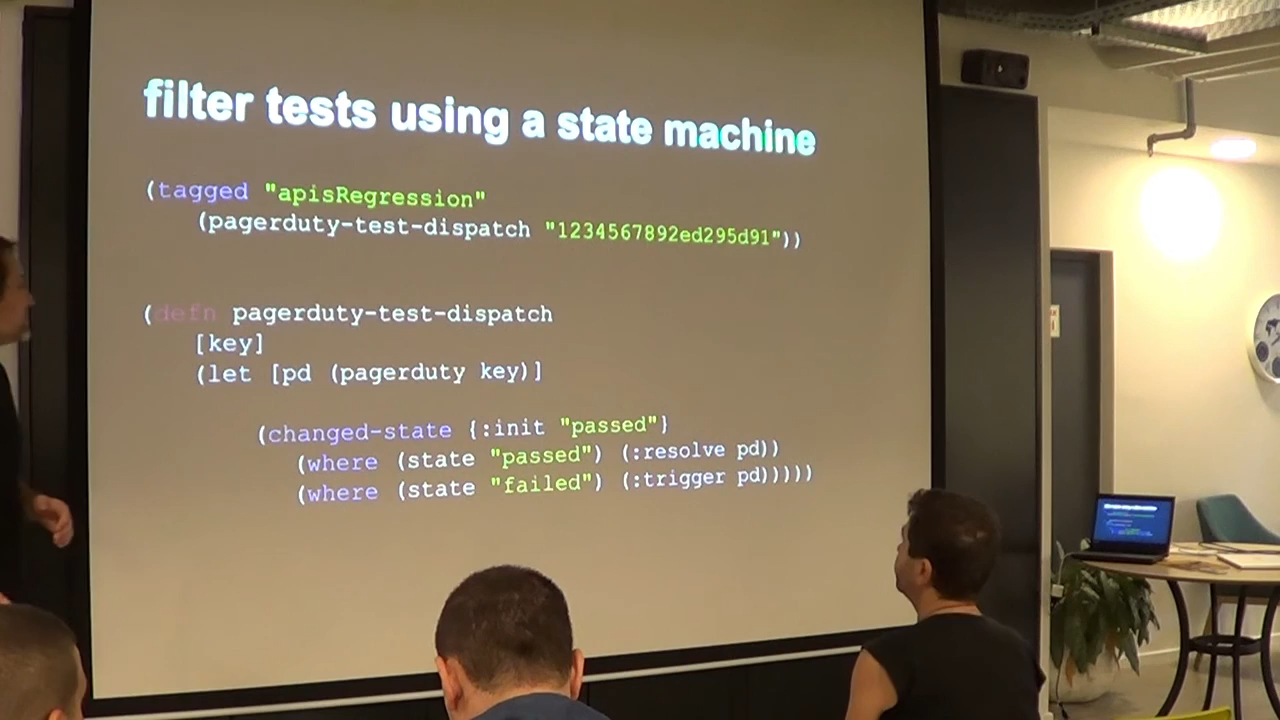 filter tests using a state machine
(tagged "apisRegression"
(pagerduty-test-dispatch "1234567892ed295d91"))
(defn pagerduty-test-dispatch
[key]
(let [pd (pagerduty key)]
(changed-state {:init "passed"}
(where (state "passed") (:resolve pd))
(where (state "failed") (:trigger pd)))))